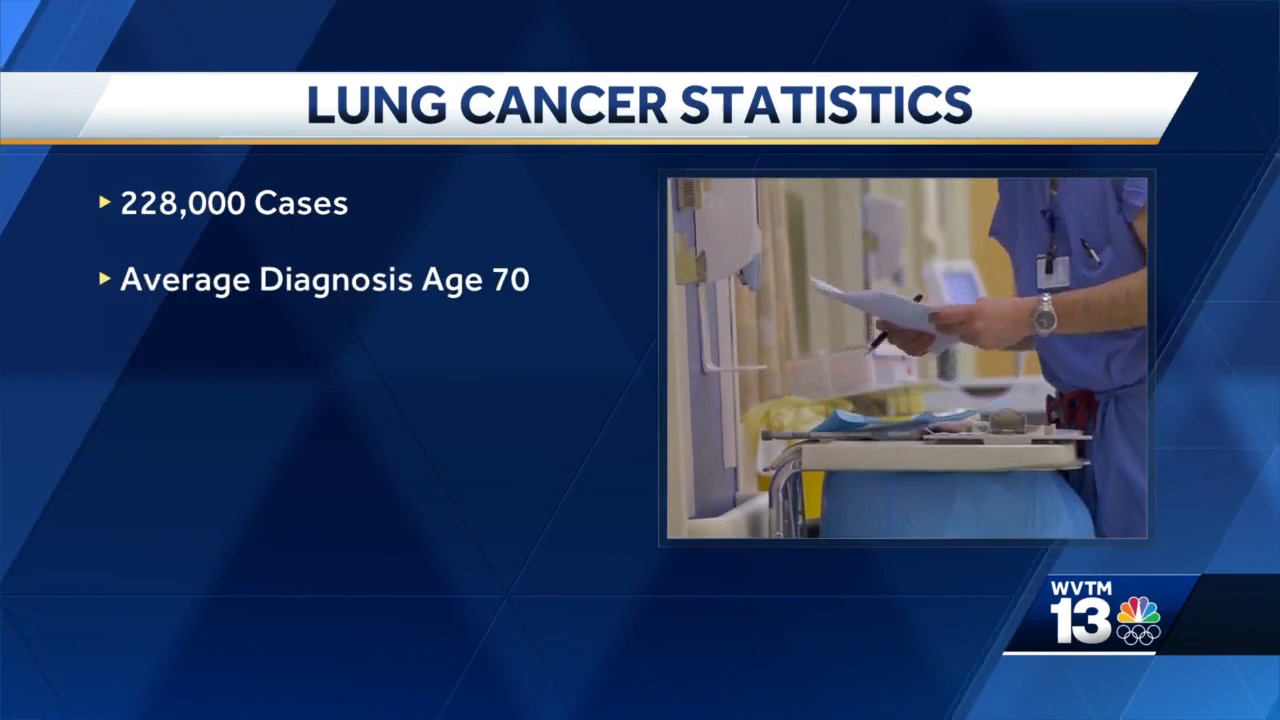 LUNG CANCER STATISTICS
228,000 Cases
Average Diagnosis Age 70
WVTM
13